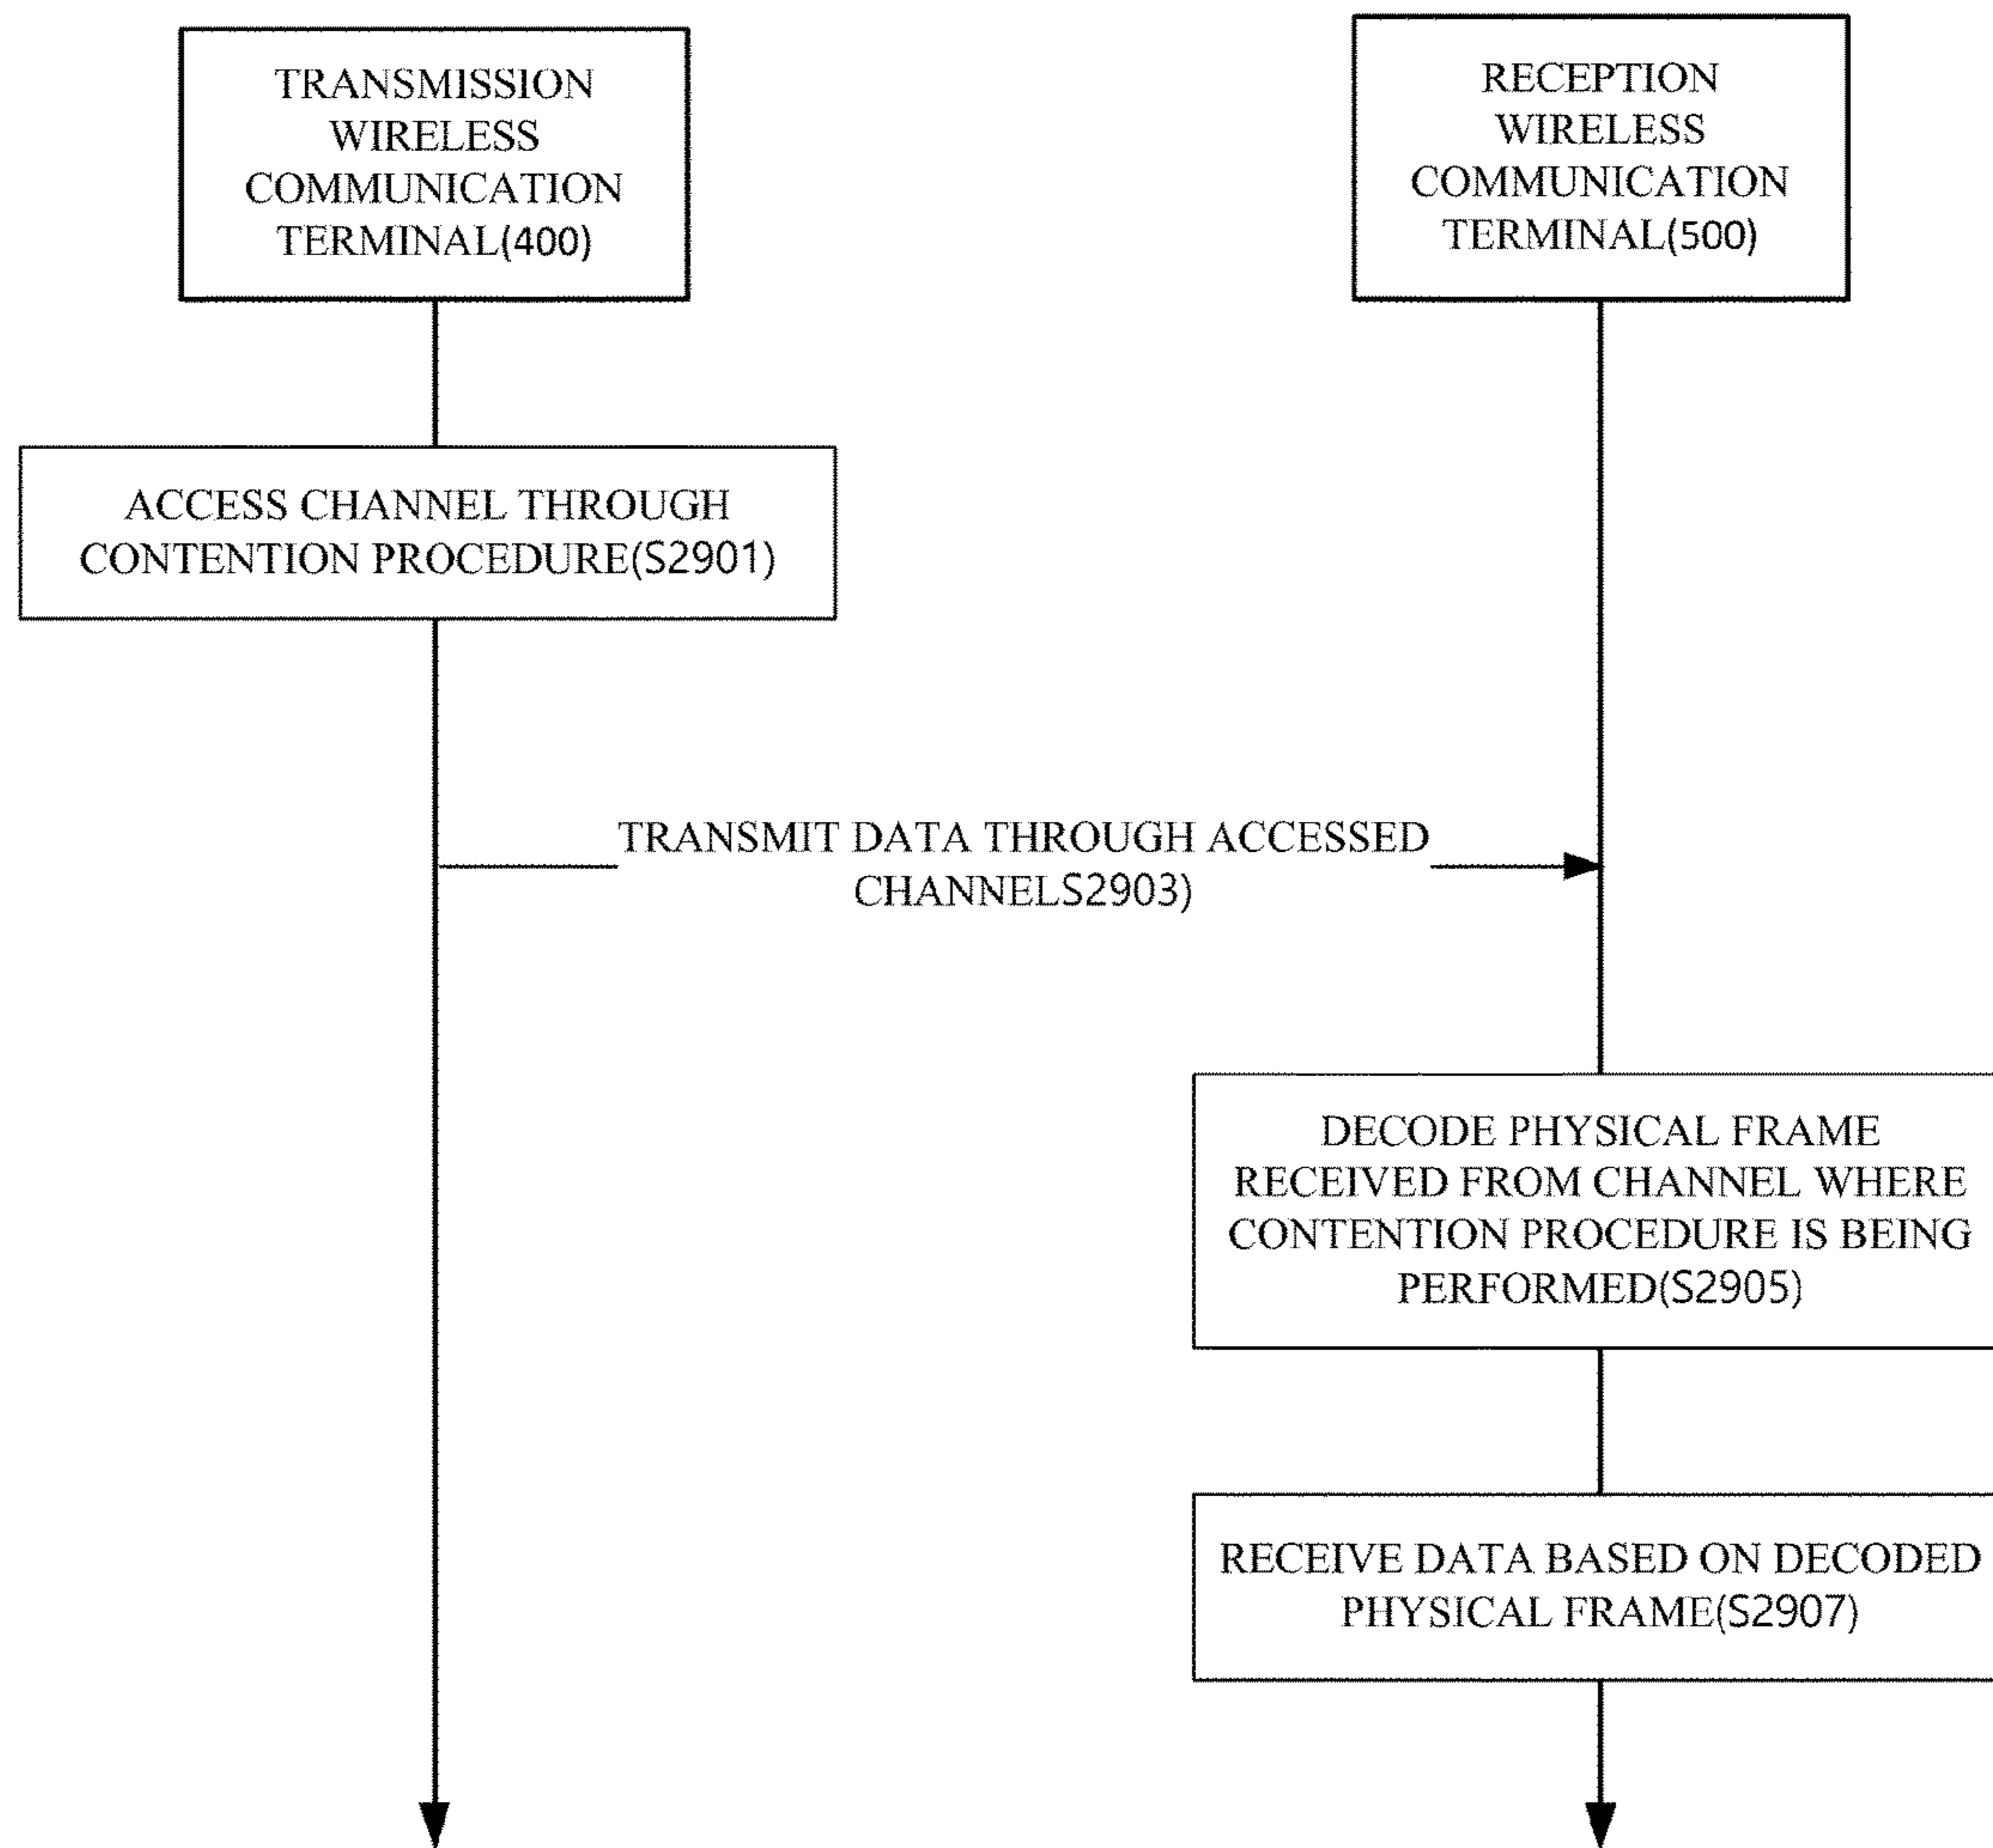 TRANSMISSION
WIRELESS
COMMUNICATION
TERMINAL(400)
RECEPTION
WIRELESS
COMMUNICATION
TERMINAL(500)
ACCESS CHANNEL THROUGH
CONTENTION PROCEDURE(S2901)
TRANSMIT DATA THROUGH ACCESSED
CHANNELS2903)
DECODE PHYSICAL FRAME
RECEIVED FROM CHANNEL WHERE
CONTENTION PROCEDURE IS BEING
PERFORMED(S2905)
RECEIVE DATA BASED ON DECODED
PHYSICAL FRAME(S2907)